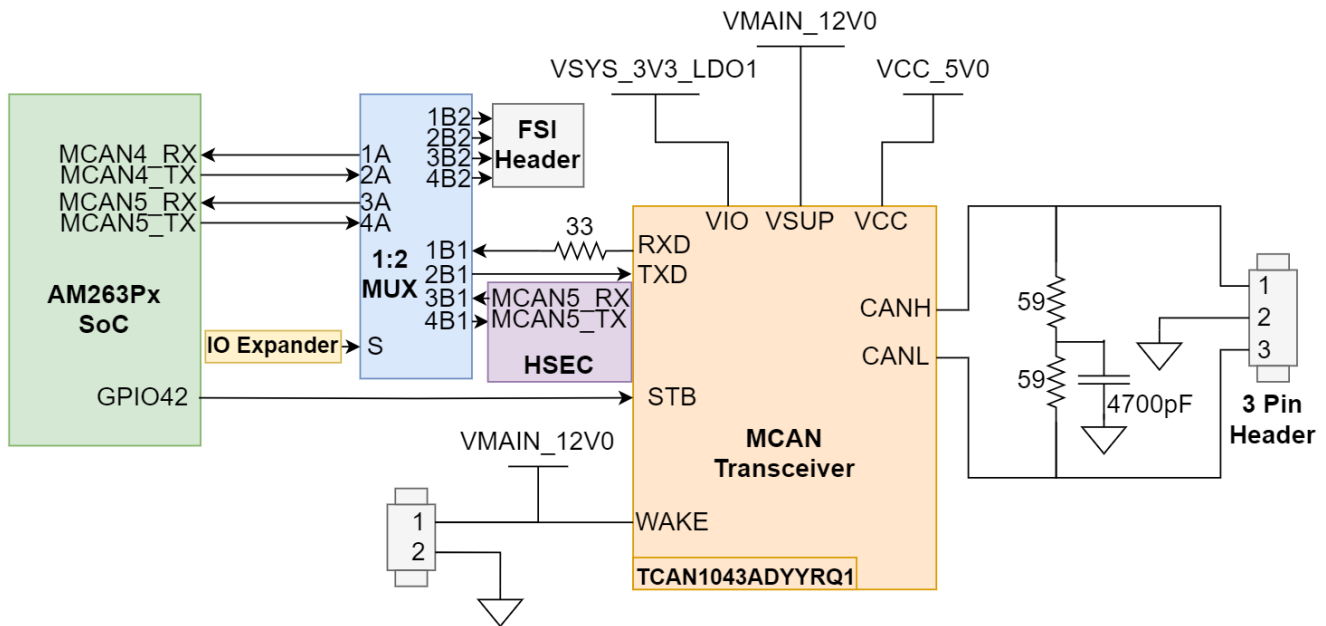 VMAIN_12V0
VSYS_3V3_LDO1
VCC_5V0
MCAN4_RX
MCAN4_TX
MCAN5_RX
MCAN5_TX
AM263Px
SoC
GPIO42
IO Expander
1A
2A
3A
4A
1B2
2B2
3B2
4B2
1:2
MUX
1B1
2B1
3B1
4B1
S
FSI
Header
33
MCAN5_RX
MCAN5_TX
HSEC
VIO
VSUP
VCC
RXD
TXD
CANH
CANL
STB
MCAN
Transceiver
WAKE
TCAN1043ADYYRQ1
VMAIN_12V0
1
2
59
59
4700pF
1
2
3
3 Pin
Header